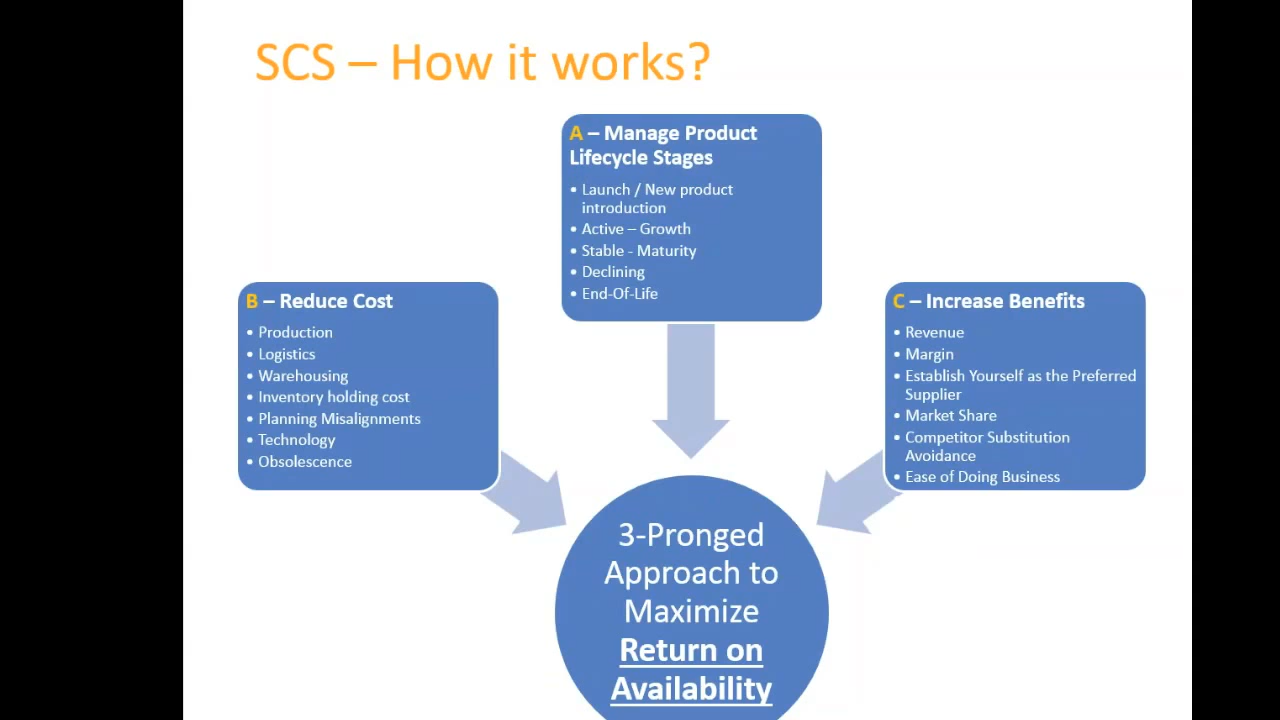 SCS – How it works?
A – Manage Product
Lifecycle Stages
• Launch / New product
introduction
• Active – Growth
• Stable - Maturity
• Declining
• End-Of-Life
B – Reduce Cost
• Production
• Logistics
• Warehousing
• Inventory holding cost
• Planning Misalignments
• Technology
• Obsolescence
C – Increase Benefits
• Revenue
• Margin
• Establish Yourself as the Preferred
Supplier
• Market Share
• Competitor Substitution
Avoidance
• Ease of Doing Business
3-Pronged
Approach to
Maximize
Return on
Availability